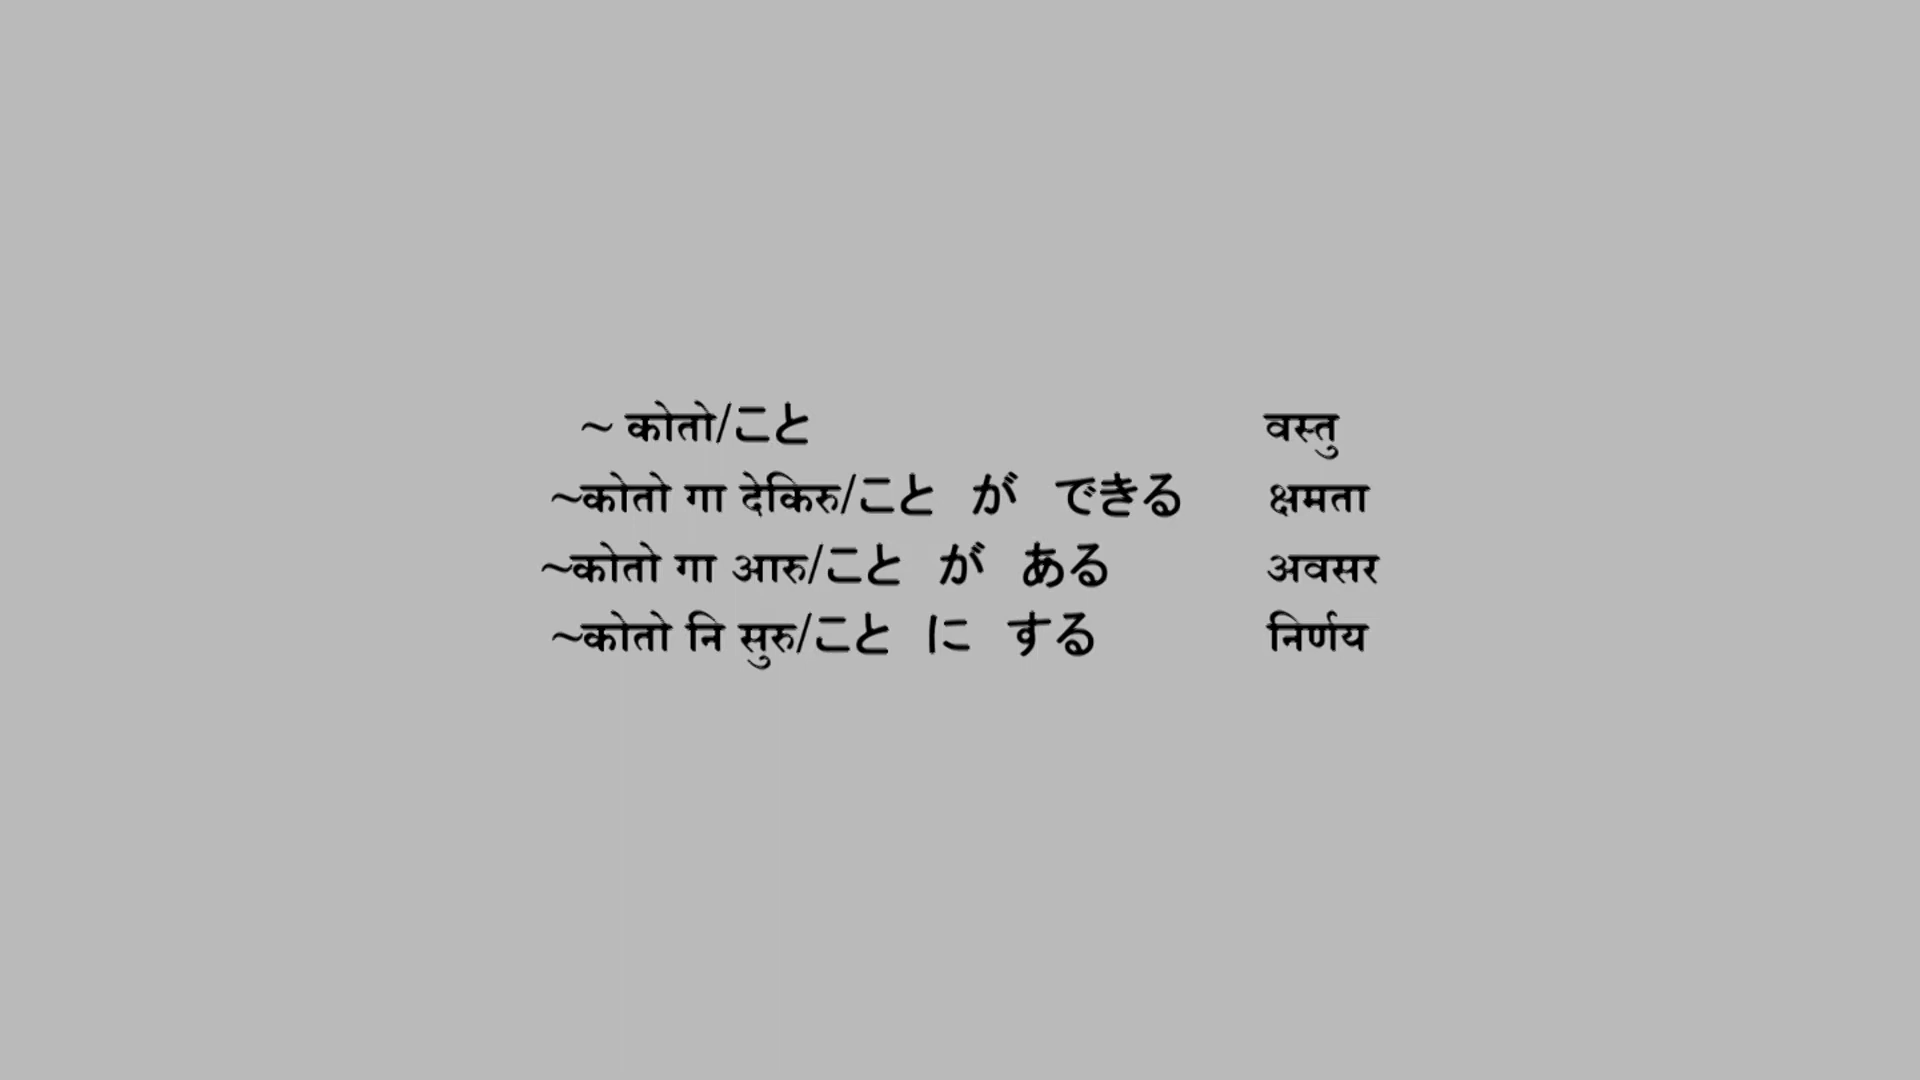 ~ कोतो/こと वस्तु
~कोतो गा देकिरु/こと が できる क्षमता
~कोतो गा आरु/こと が ある अवसर
~कोतो नि सुरु/こと に する निर्णय